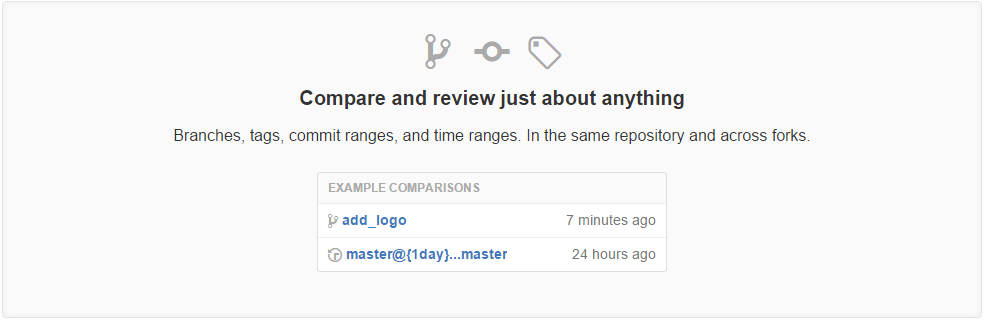 Compare and review just about anything
Branches, tags, commit ranges, and time ranges. In the same repository and across forks.
EXAMPLE COMPARISONS
add_logo 7 minutes ago
master@{1day}...master 24 hours ago